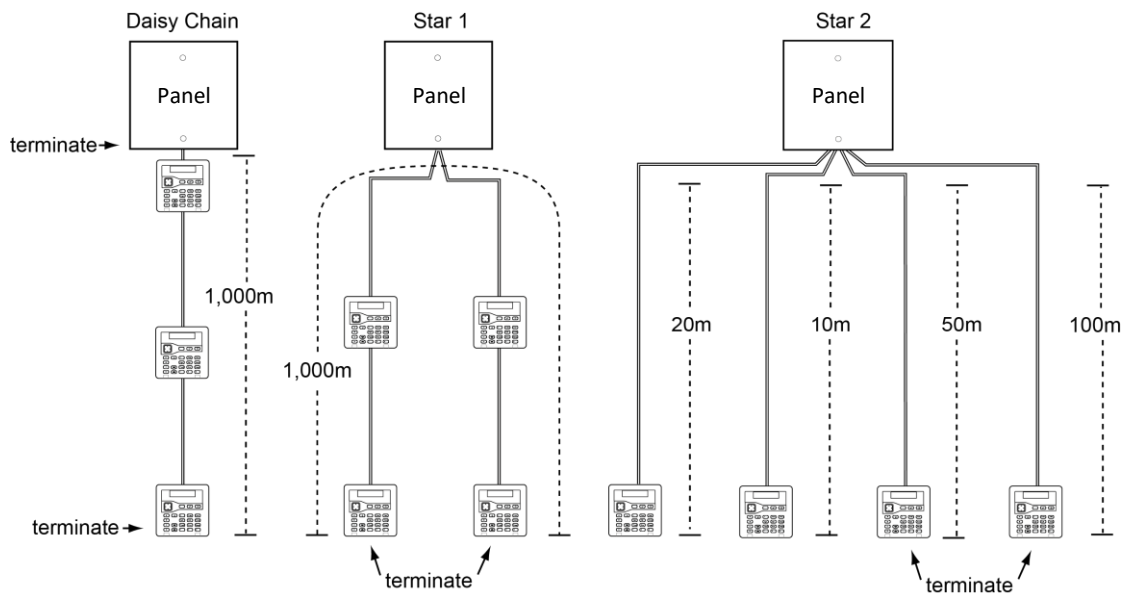 Daisy Chain
Star 1
Star 2
Panel
Panel
Panel
terminate
1,000m
1,000m
20m
10m
50m
100m
terminate
terminate
terminate